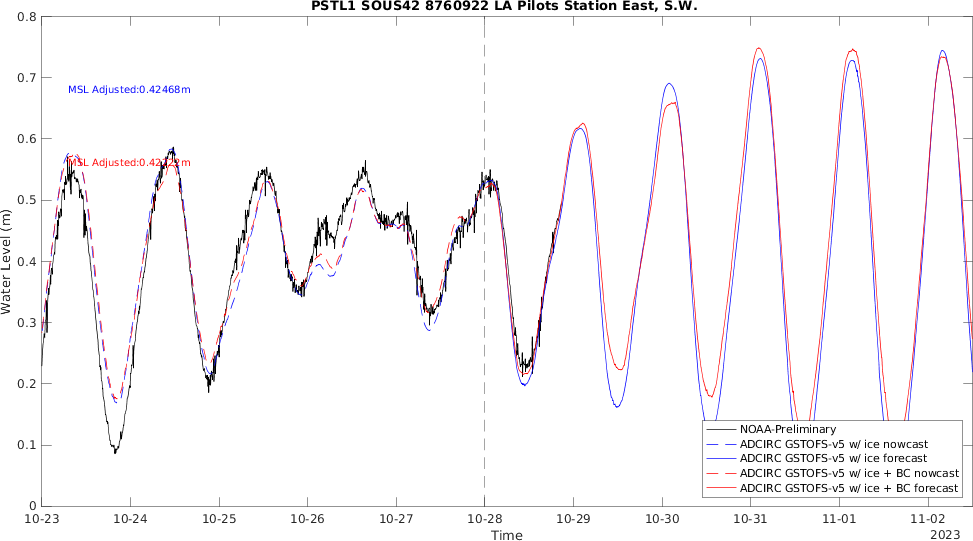 PSTL1 SOUS42 8760922 LA Pilots Station East, S.W.
0.8
0.7
0.6
0.5
0.4
0.3
0.2
0.1
0
Water Level (m)
MSL Adjusted:0.42468m
MSL Adjusted:0.42
NOAA-Preliminary
ADCIRC GSTOFS-v5 w/ ice nowcast
ADCIRC GSTOFS-v5 w/ ice forecast
ADCIRC GSTOFS-v5 w/ ice + BC nowcast
ADCIRC GSTOFS-v5 w/ ice + BC forecast
10-23 10-24 10-25 10-26 10-27 10-28 10-29 10-30 10-31 11-01 11-02
Time
2023